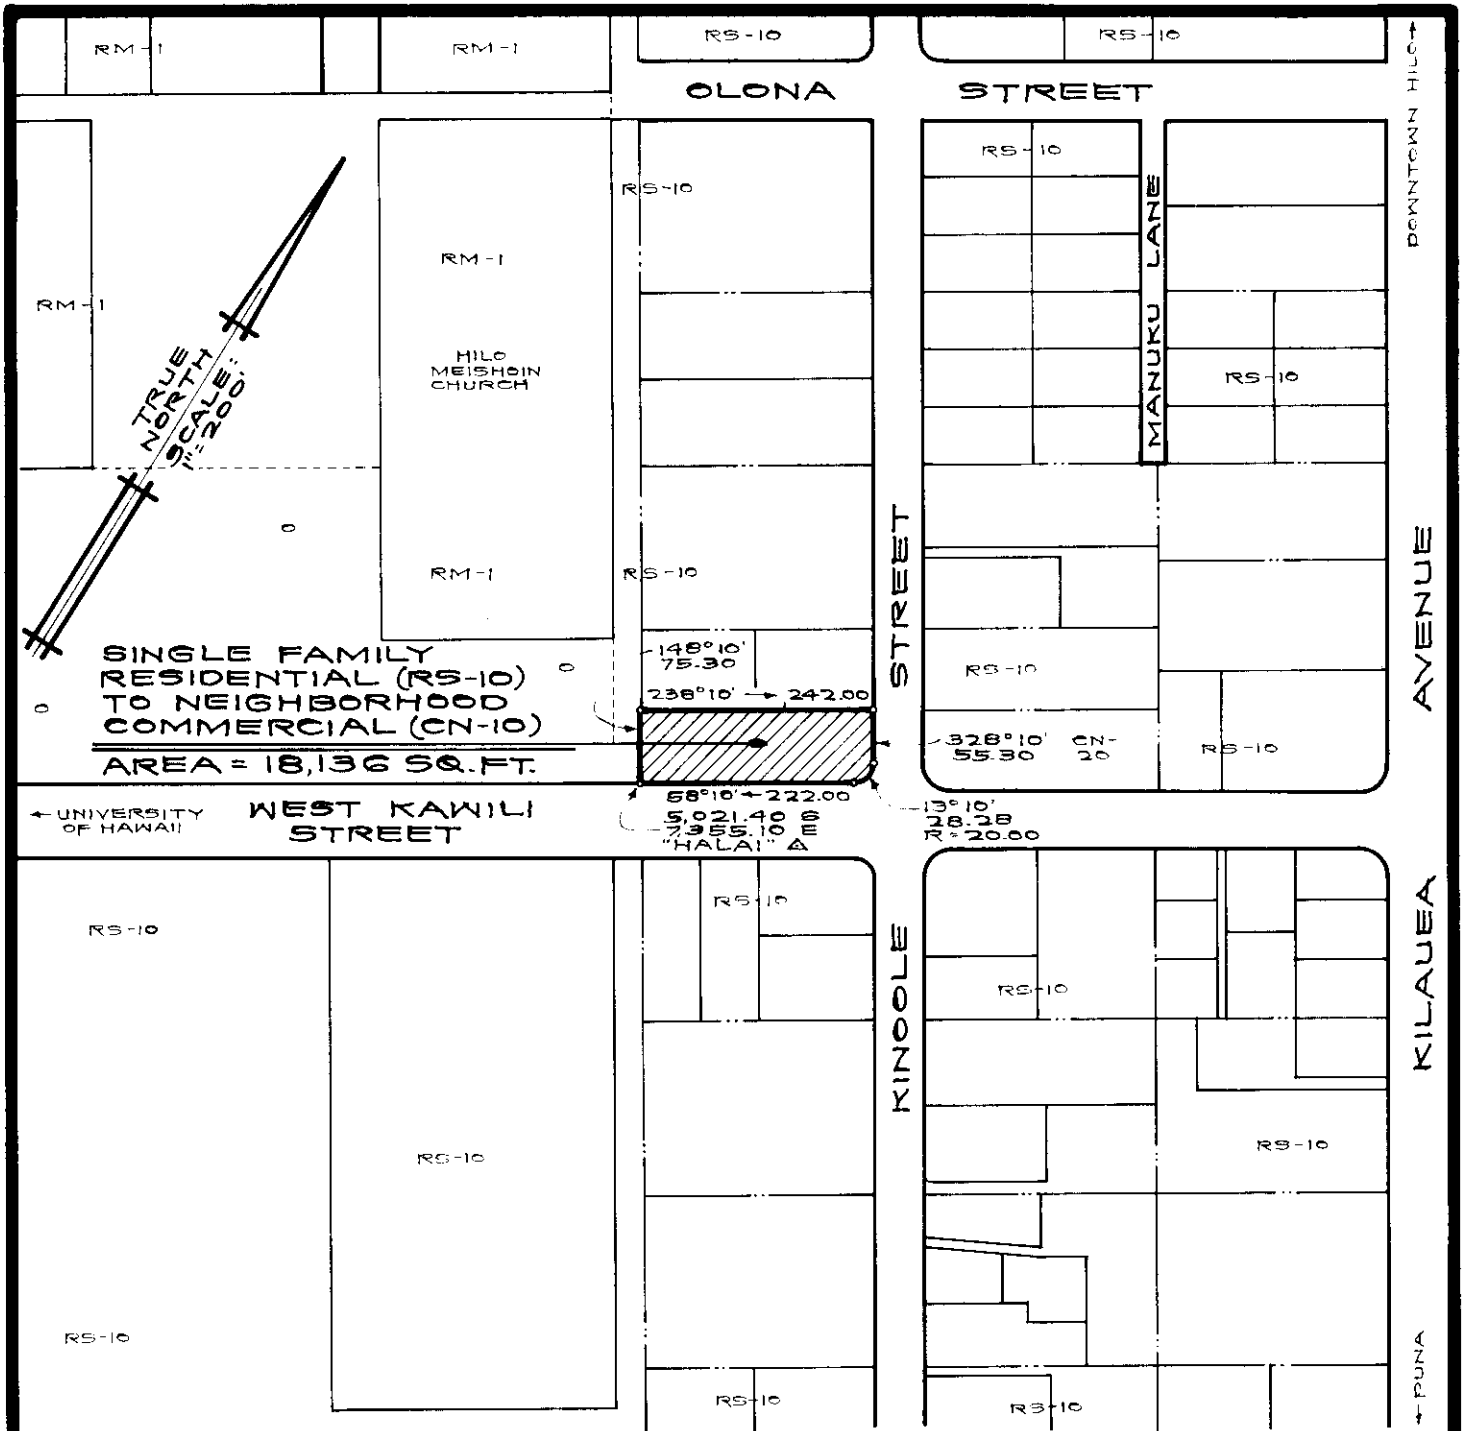 RM-1
RM-1
RS-10
RS-10
OLONA STREET
DOWNTOWN HILO
RS-10
RS-10
MANUKU LANE
RM-1
RM-1
TRUE
NORTH
SCALE:
1"=200'
HILO
MEISHOIN
CHURCH
RS-10
RM-1
RS-10
STREET
AVENUE
SINGLE FAMILY
RESIDENTIAL (RS-10)
TO NEIGHBORHOOD
COMMERCIAL (CN-10)
AREA = 18,136 SQ. FT.
148°10'
75.30
238°10' 242.00
RS-10
328°10'
55.30
CN-
20
RS-10
UNIVERSITY
OF HAWAII
WEST KAWILI
STREET
58°10' 222.00
5,021.40 S
7,355.10 E
"HALAI"
13°10'
28.28
R=20.00
RS-10
RS-10
RS-10
KINOOLE
KILAUEA
RS-10
RS-10
RS-10
RS-10
RS-10
PUNA